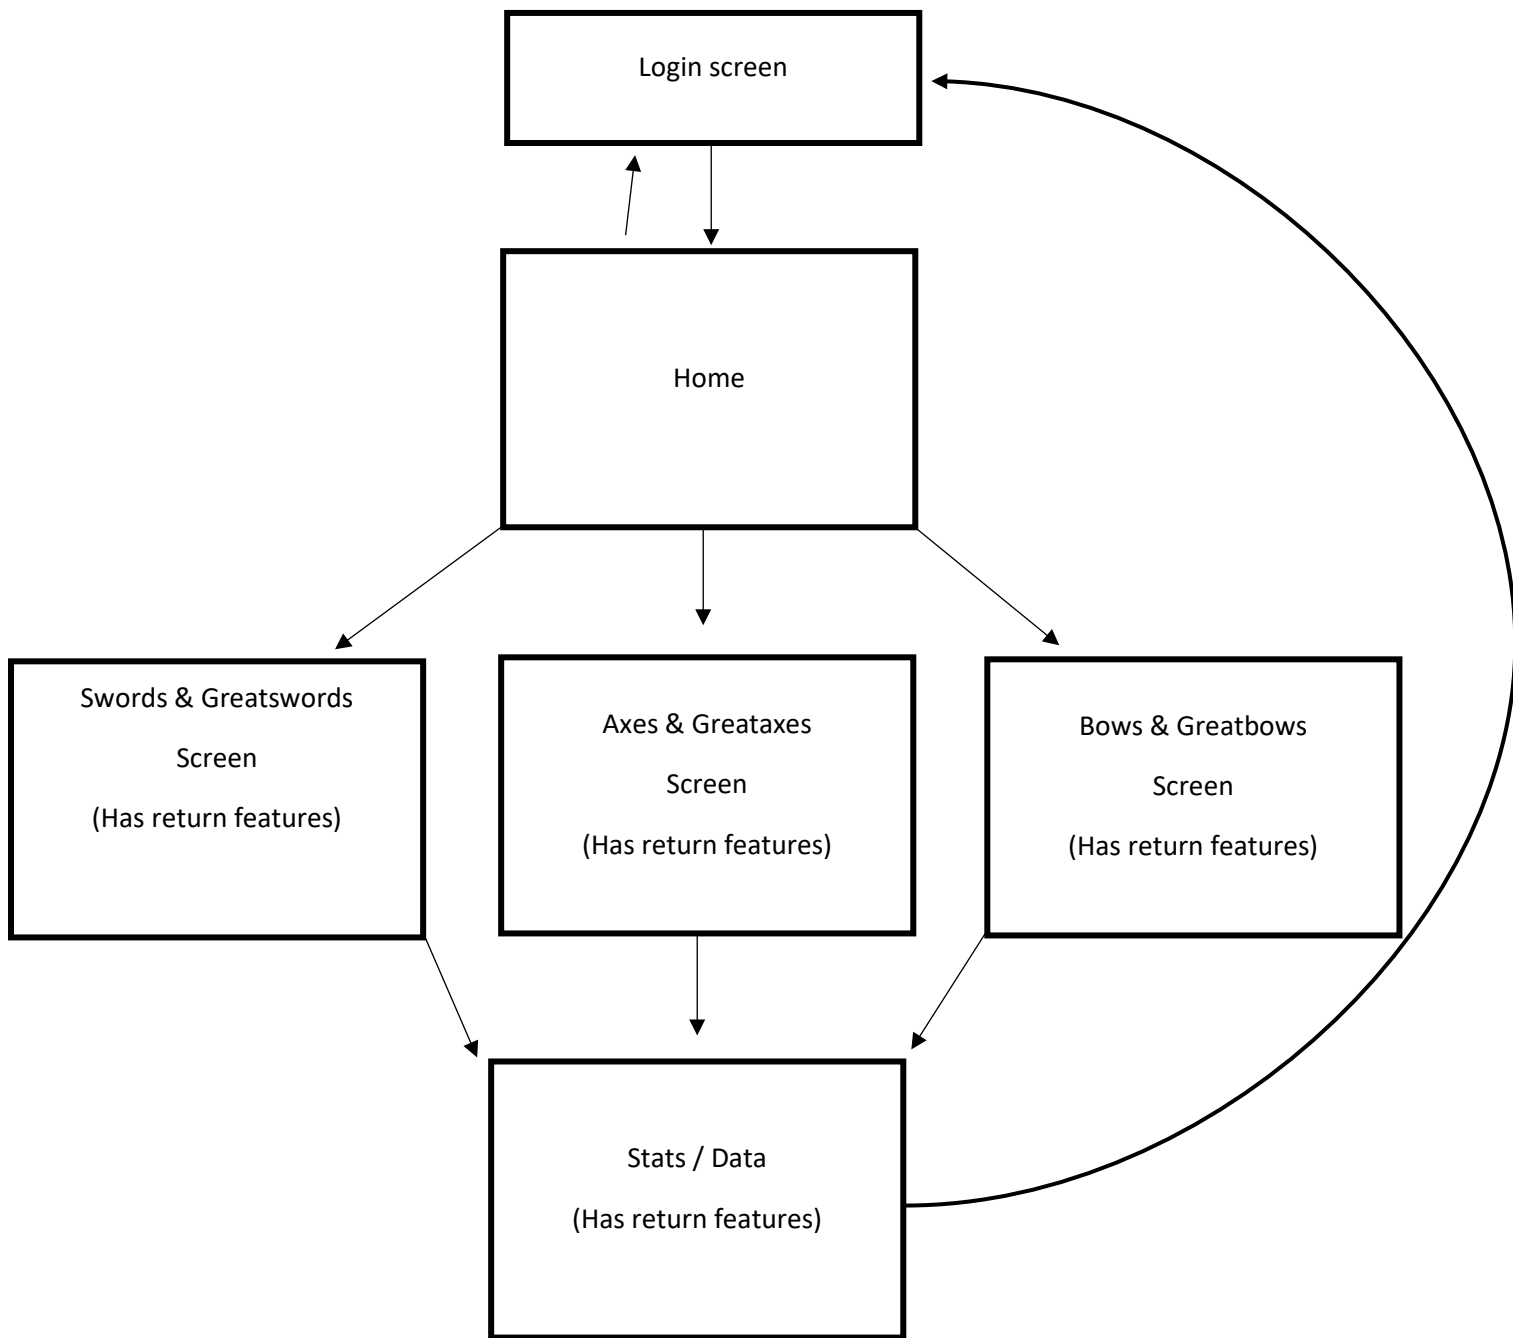 Login screen
Home
Swords & Greatswords
Screen
(Has return features)
Axes & Greataxes
Screen
(Has return features)
Bows & Greatbows
Screen
(Has return features)
Stats / Data
(Has return features)